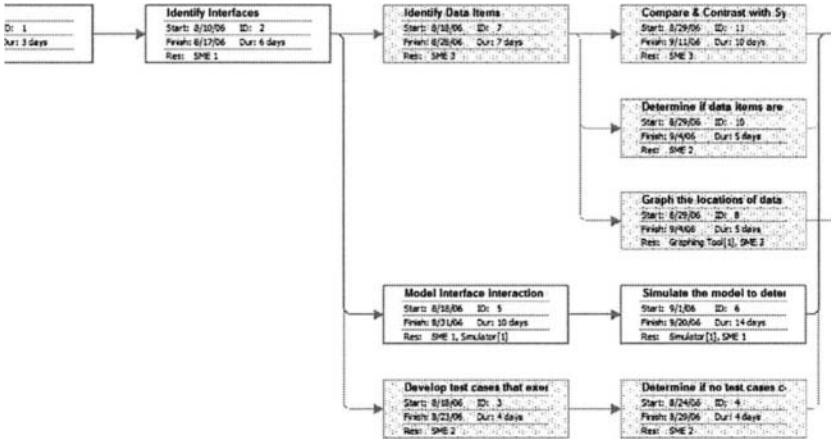 ID: 1
Dur: 3 days
Identify Interfaces
Start: 8/10/06 ID: 2
Finish: 8/17/06 Dur: 6 days
Res: SME 1
Identify Data Items
Start: 8/18/06 ID: 7
Finish: 8/28/06 Dur: 7 days
Res: SME 3
Compare & Contrast with Sy
Start: 8/29/06 ID: 11
Finish: 9/11/06 Dur: 10 days
Res: SME 3
Determine if data items are
Start: 8/29/06 ID: 10
Finish: 9/4/06 Dur: 5 days
Res: SME 2
Graph the locations of data
Start: 8/29/06 ID: 8
Finish: 9/4/06 Dur: 5 days
Res: Graphing Tool[1], SME 3
Model Interface Interaction
Start: 8/18/06 ID: 5
Finish: 8/31/06 Dur: 10 days
Res: SME 1, Simulator[1]
Simulate the model to deter
Start: 9/1/06 ID: 6
Finish: 9/20/06 Dur: 14 days
Res: Simulator[1], SME 1
Develop test cases that exer
Start: 8/18/06 ID: 3
Finish: 8/23/06 Dur: 4 days
Res: SME 2
Determine if no test cases c
Start: 8/24/06 ID: 4
Finish: 8/29/06 Dur: 4 days
Res: SME 2